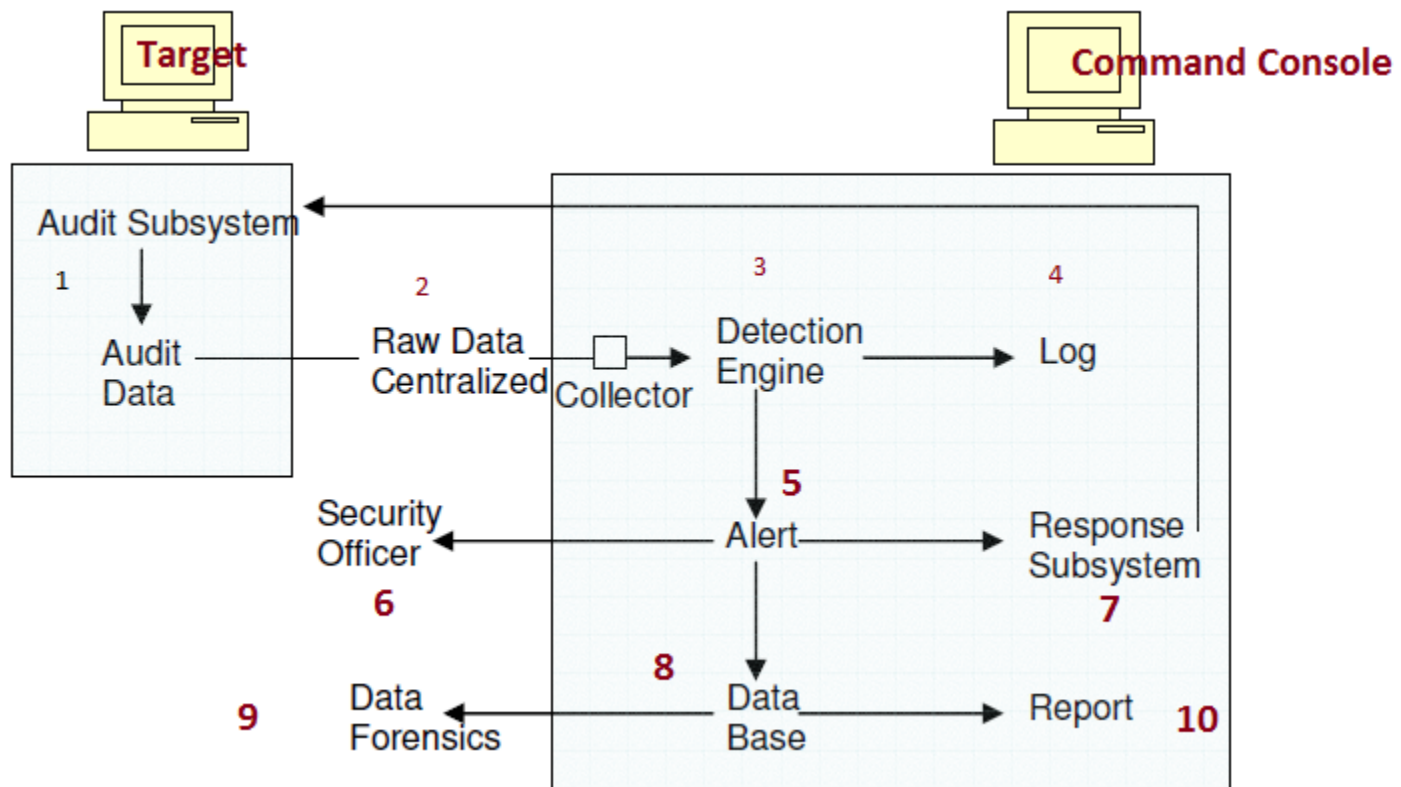 Target
Command Console
Audit Subsystem
1
2
3
4
Audit
Data
Raw Data
Centralized
Collector
Detection
Engine
Log
5
Security
Officer
Alert
Response
Subsystem
6
7
8
9
Data
Forensics
Data
Base
Report
10